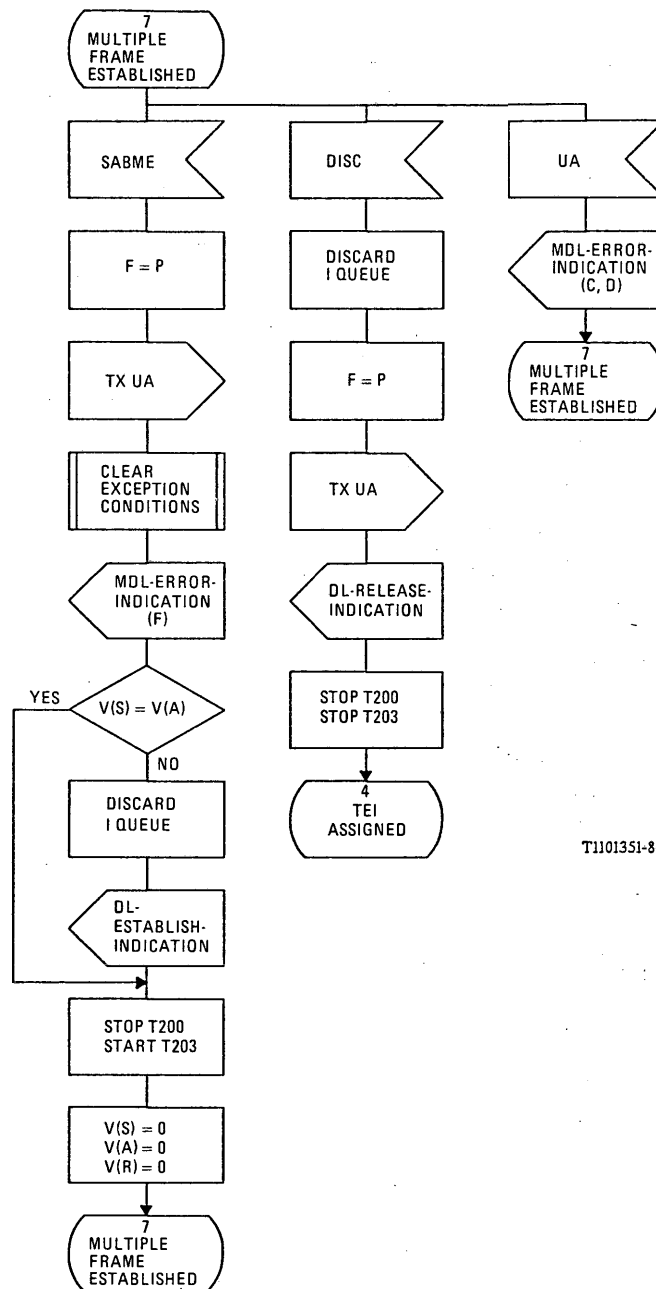 7
MULTIPLE
FRAME
ESTABLISHED
SABME
F = P
TX UA
CLEAR
EXCEPTION
CONDITIONS
MDL-ERROR-
INDICATION
(F)
YES
V(S) = V(A)
NO
DISCARD
I QUEUE
DL-
ESTABLISH-
INDICATION
STOP T200
START T203
V(S) = 0
V(A) = 0
V(R) = 0
7
MULTIPLE
FRAME
ESTABLISHED
DISC
DISCARD
I QUEUE
F = P
TX UA
DL-RELEASE-
INDICATION
STOP T200
STOP T203
4
TEI
ASSIGNED
UA
MDL-ERROR-
INDICATION
(C, D)
7
MULTIPLE
FRAME
ESTABLISHED
T1101351-8